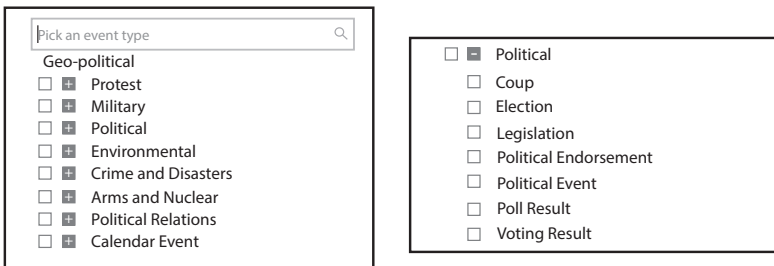 Pick an event type
Geo-political
Protest
Military
Political
Environmental
Crime and Disasters
Arms and Nuclear
Political Relations
Calendar Event
Political
Coup
Election
Legislation
Political Endorsement
Political Event
Poll Result
Voting Result